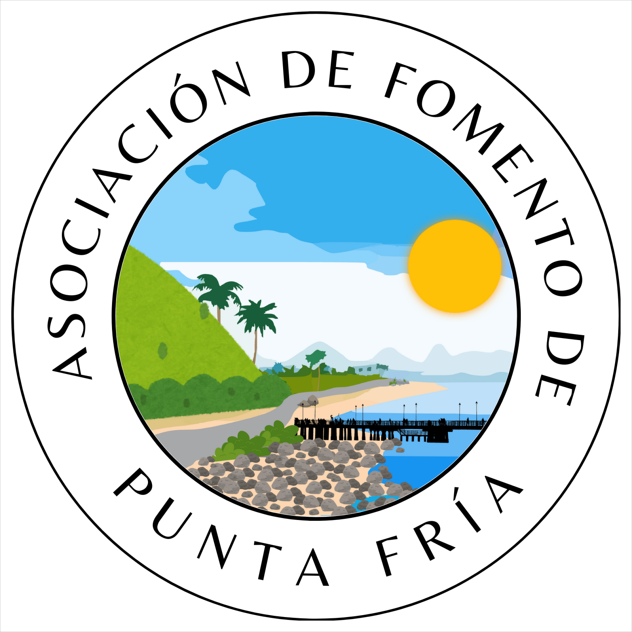 ASOCIACIÓN DE FOMENTO DE
PUNTA FRÍA